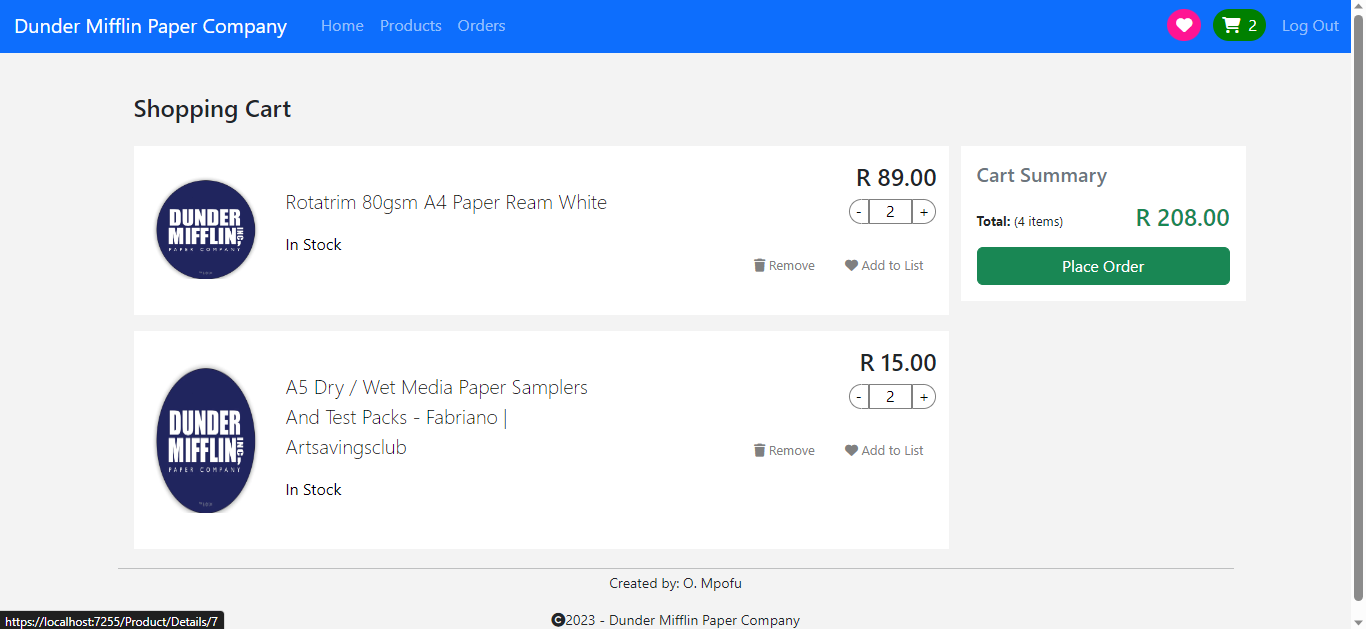 Dunder Mifflin Paper Company Home Products Orders 2 Log Out
Shopping Cart
DUNDER
MIFFLIN INC.
PAPER COMPANY
Rotatrim 80gsm A4 Paper Ream White
In Stock
R 89.00
- 2 +
Remove Add to List
Cart Summary
Total: (4 items) R 208.00
Place Order
DUNDER
MIFFLIN INC.
PAPER COMPANY
A5 Dry / Wet Media Paper Samplers
And Test Packs - Fabriano |
Artsavingsclub
In Stock
R 15.00
- 2 +
Remove Add to List
Created by: O. Mpofu
©2023 - Dunder Mifflin Paper Company
https://localhost:7255/Product/Details/7